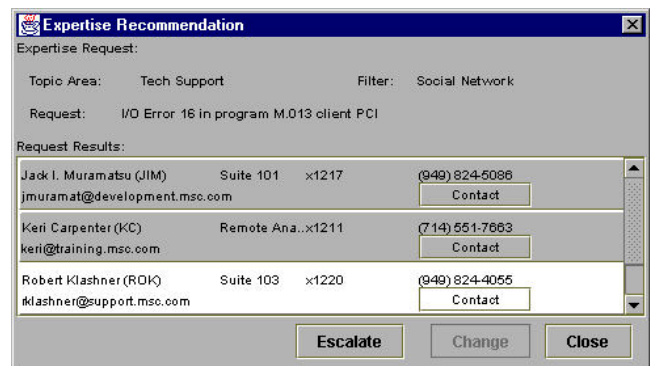 Expertise Recommendation
Expertise Request:
Topic Area: Tech Support Filter: Social Network
Request: I/O Error 16 in program M.013 client PCI
Request Results:
Jack I. Muramatsu (JIM) Suite 101 x1217 (949) 824-5086
jmuramat@development.msc.com Contact
Keri Carpenter (KC) Remote Ana..x1211 (714) 551-7663
keri@training.msc.com Contact
Robert Klashner (ROK) Suite 103 x1220 (949) 824-4055
rklashner@support.msc.com Contact
Escalate Change Close